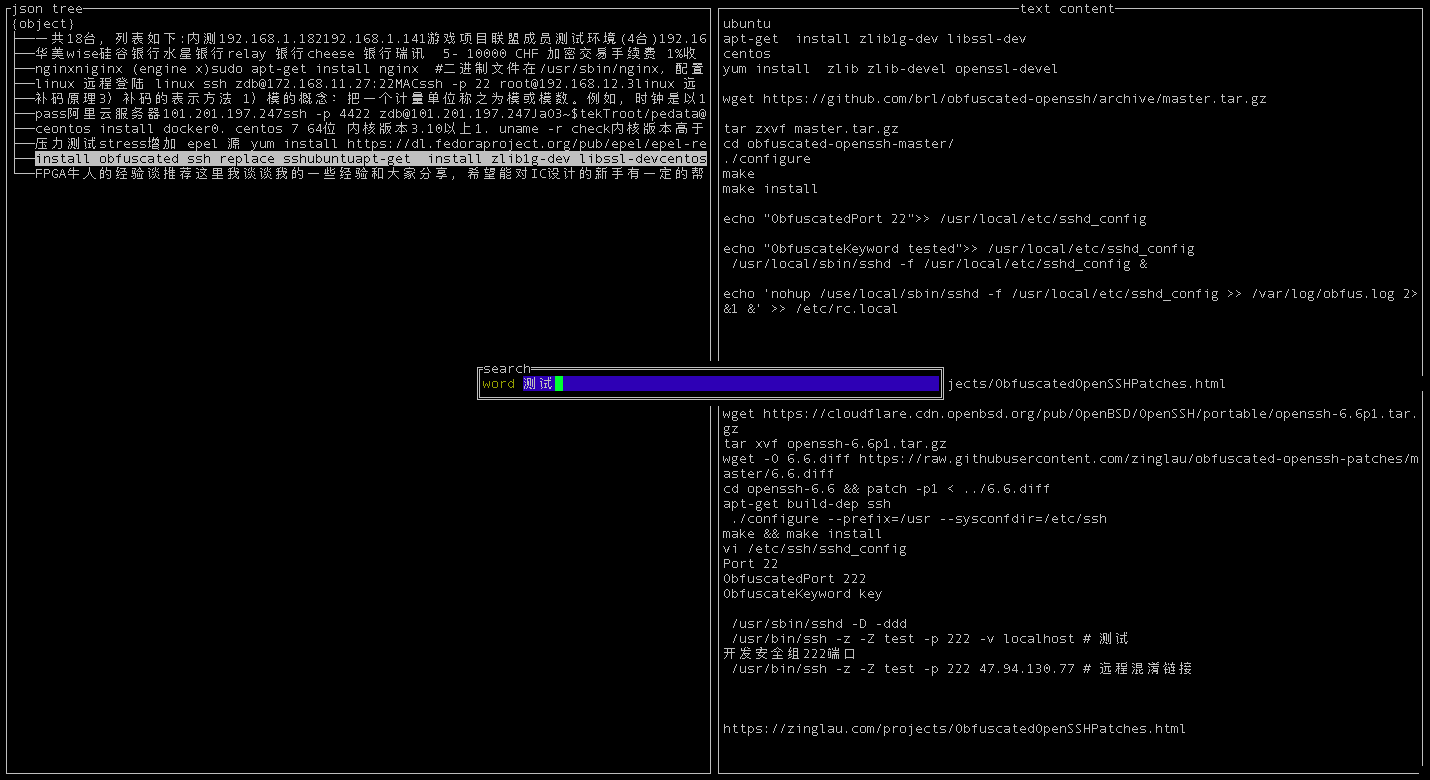 json tree
{object}
一共18台, 列表如下:内测192.168.1.182192.168.1.141游戏项目联盟成员测试环境(4台)192.16
华美wise硅谷银行水星银行relay 银行cheese 银行瑞讯  5- 10000 CHF 加密交易手续费 1%收
nginxniginx (engine x)sudo apt-get install nginx  #二进制文件在/usr/sbin/nginx, 配置
linux 远程登陆 linux ssh zdb@172.168.11.27:22MACssh -p 22 root@192.168.12.3linux 远
补码原理3) 补码的表示方法 1) 模的概念: 把一个计量单位称之为模或模数。例如, 时钟是以1
pass阿里云服务器101.201.197.247ssh -p 4422 zdb@101.201.197.247JaO3~$tekTroot/pedata@
ceontos install docker0. centos 7 64位 内核版本3.10以上1. uname -r check内核版本高于
压力测试stress增加 epel 源 yum install https://dl.fedoraproject.org/pub/epel/epel-re
install obfuscated ssh replace sshubuntuapt-get  install zlib1g-dev libssl-devcentos
FPGA牛人的经验谈推荐这里我谈谈我的一些经验和大家分享, 希望能对IC设计的新手有一定的帮
text content
ubuntu
apt-get  install zlib1g-dev libssl-dev
centos
yum install  zlib zlib-devel openssl-devel
wget https://github.com/brl/obfuscated-openssh/archive/master.tar.gz
tar zxvf master.tar.gz
cd obfuscated-openssh-master/
./configure
make
make install
echo "ObfuscatedPort 22">> /usr/local/etc/sshd_config
echo "ObfuscateKeyword tested">> /usr/local/etc/sshd_config
/usr/local/sbin/sshd -f /usr/local/etc/sshd_config &
echo 'nohup /use/local/sbin/sshd -f /usr/local/etc/sshd_config >> /var/log/obfus.log 2>
&1 &' >> /etc/rc.local
search
word 测试
jects/ObfuscatedOpenSSHPatches.html
wget https://cloudflare.cdn.openbsd.org/pub/OpenBSD/OpenSSH/portable/openssh-6.6p1.tar.
gz
tar xvf openssh-6.6p1.tar.gz
wget -O 6.6.diff https://raw.githubusercontent.com/zinglau/obfuscated-openssh-patches/m
aster/6.6.diff
cd openssh-6.6 && patch -p1 < ../6.6.diff
apt-get build-dep ssh
./configure --prefix=/usr --sysconfdir=/etc/ssh
make && make install
vi /etc/ssh/sshd_config
Port 22
ObfuscatedPort 222
ObfuscateKeyword key
/usr/sbin/sshd -D -ddd
/usr/bin/ssh -z -Z test -p 222 -v localhost # 测试
开发安全组222端口
/usr/bin/ssh -z -Z test -p 222 47.94.130.77 # 远程混淆链接
https://zinglau.com/projects/ObfuscatedOpenSSHPatches.html